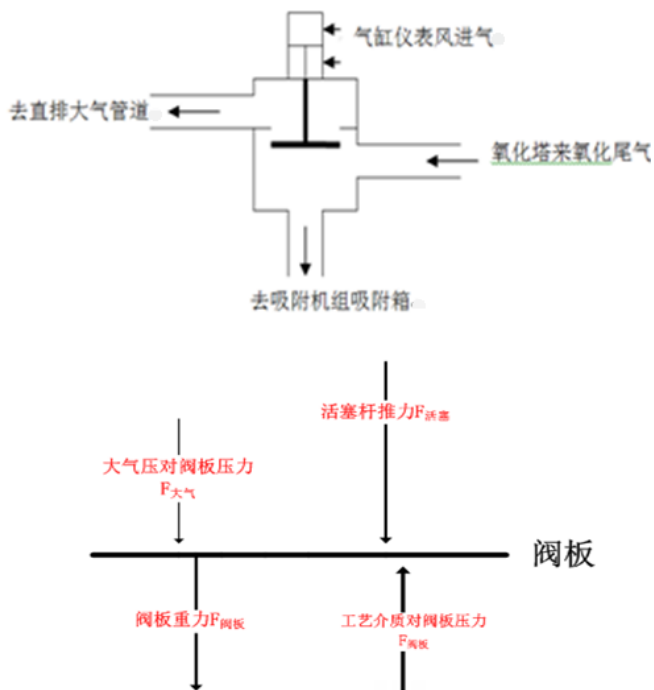 气缸仪表风进气
去直排大气管道
氧化塔来氧化尾气
去吸附机组吸附箱
活塞杆推力F活塞
大气压对阀板压力
F大气
阀板
阀板重力F阀板
工艺介质对阀板压力
F阀板